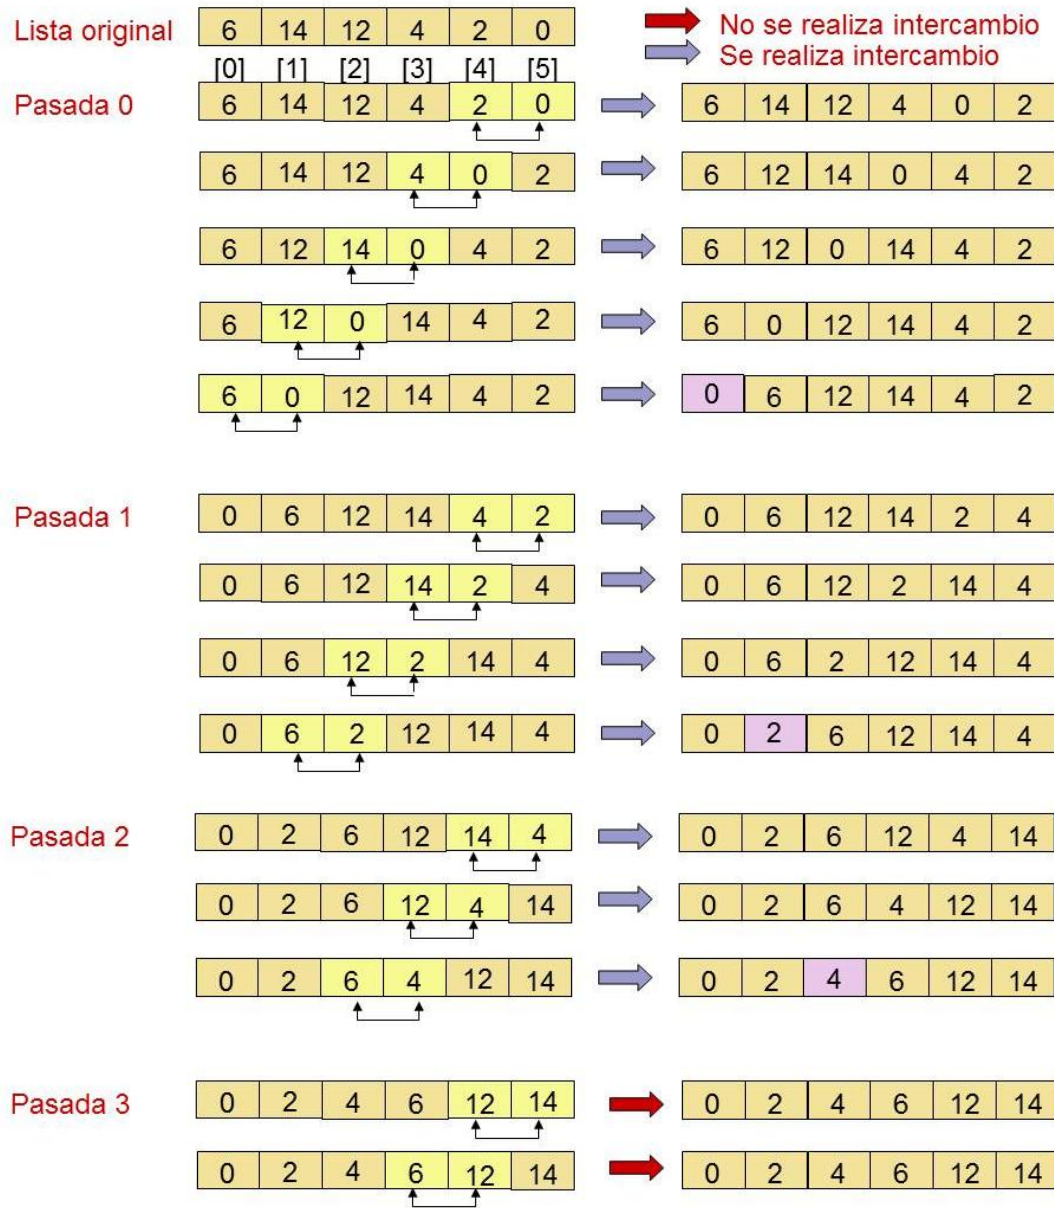 Lista original 6 14 12 4 2 0
No se realiza intercambio
Se realiza intercambio
[0] [1] [2] [3] [4] [5]
Pasada 0 6 14 12 4 2 0 6 14 12 4 0 2
6 14 12 4 0 2 6 12 14 0 4 2
6 12 14 0 4 2 6 12 0 14 4 2
6 12 0 14 4 2 6 0 12 14 4 2
6 0 12 14 4 2 0 6 12 14 4 2
Pasada 1 0 6 12 14 4 2 0 6 12 14 2 4
0 6 12 14 2 4 0 6 12 2 14 4
0 6 12 2 14 4 0 6 2 12 14 4
0 6 2 12 14 4 0 2 6 12 14 4
Pasada 2 0 2 6 12 14 4 0 2 6 12 4 14
0 2 6 12 4 14 0 2 6 4 12 14
0 2 6 4 12 14 0 2 4 6 12 14
Pasada 3 0 2 4 6 12 14 0 2 4 6 12 14
0 2 4 6 12 14 0 2 4 6 12 14